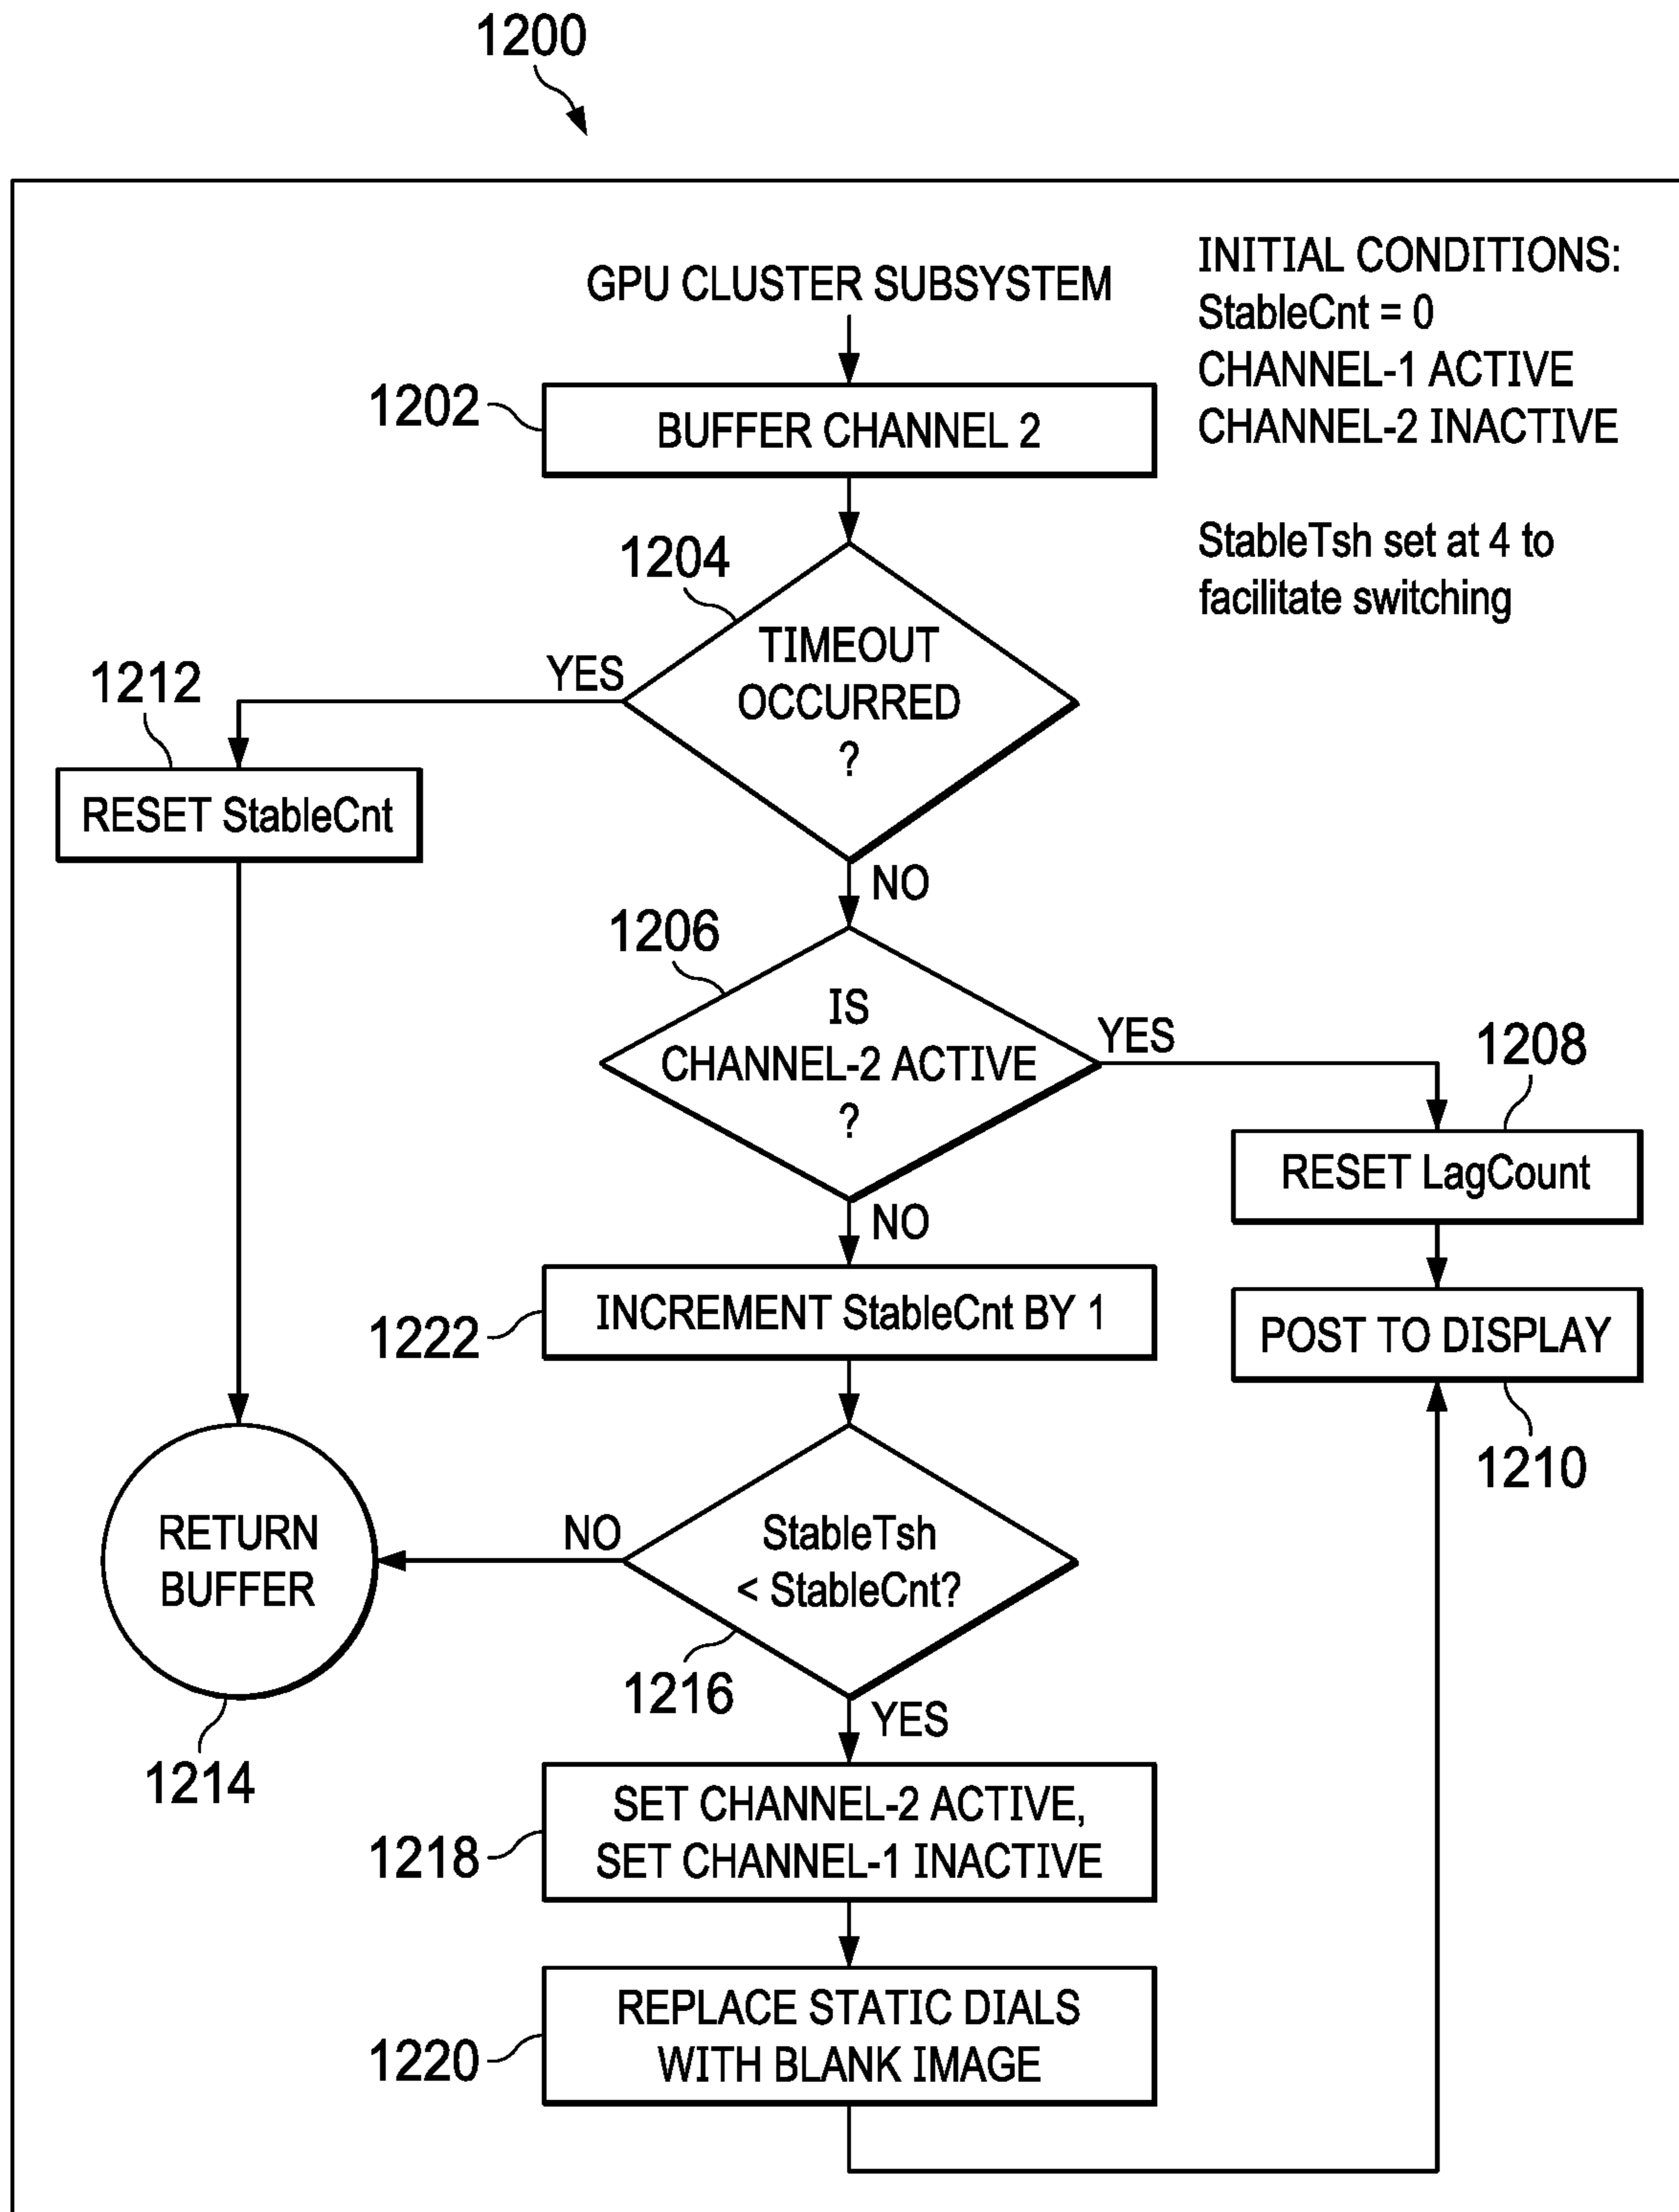 1200
GPU CLUSTER SUBSYSTEM
INITIAL CONDITIONS:
StableCnt = 0
CHANNEL-1 ACTIVE
CHANNEL-2 INACTIVE
StableTsh set at 4 to
facilitate switching
1202
BUFFER CHANNEL 2
1204
TIMEOUT
OCCURRED
?
YES
NO
1212
RESET StableCnt
1206
IS
CHANNEL-2 ACTIVE
?
YES
NO
1208
RESET LagCount
1222
INCREMENT StableCnt BY 1
POST TO DISPLAY
1210
StableTsh
< StableCnt?
NO
YES
1216
RETURN
BUFFER
1214
1218
SET CHANNEL-2 ACTIVE,
SET CHANNEL-1 INACTIVE
1220
REPLACE STATIC DIALS
WITH BLANK IMAGE